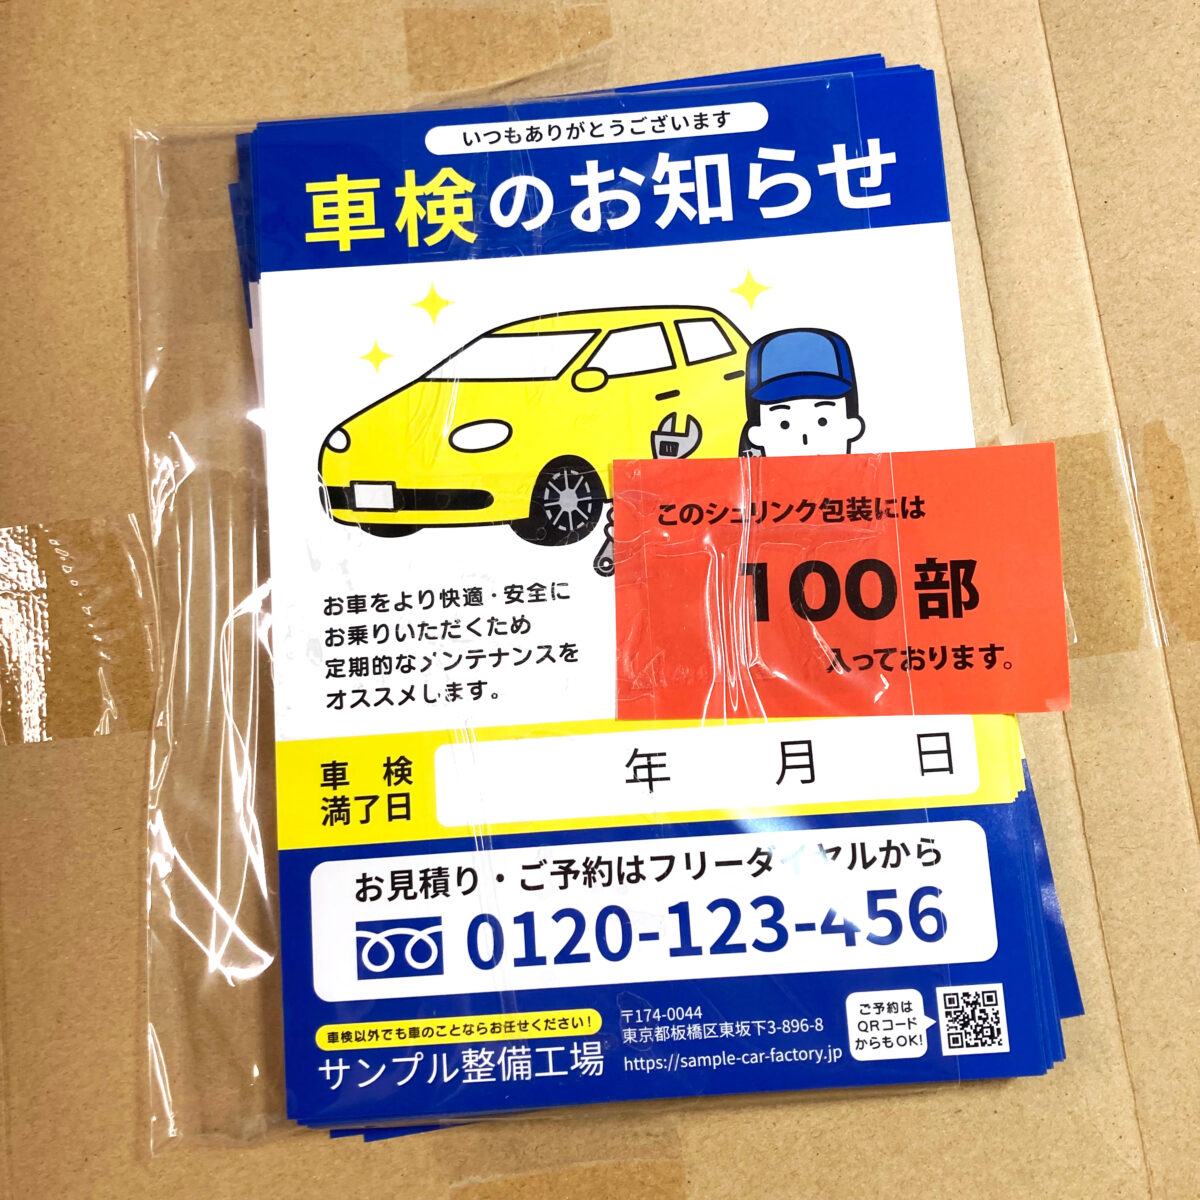 いつもありがとうございます
車検のお知らせ
このシュリンク包装には
100部
入っております。
お車をより快適・安全に
お乗りいただくため
定期的なメンテナンスを
オススメします。
車検
満了日
年 月 日
お見積り・ご予約はフリーダイヤルから
0120-123-456
車検以外でも車のことならお任せください!
サンプル整備工場
〒174-0044
東京都板橋区東坂下3-896-8
https://sample-car-factory.jp
ご予約は
QRコード
からもOK!